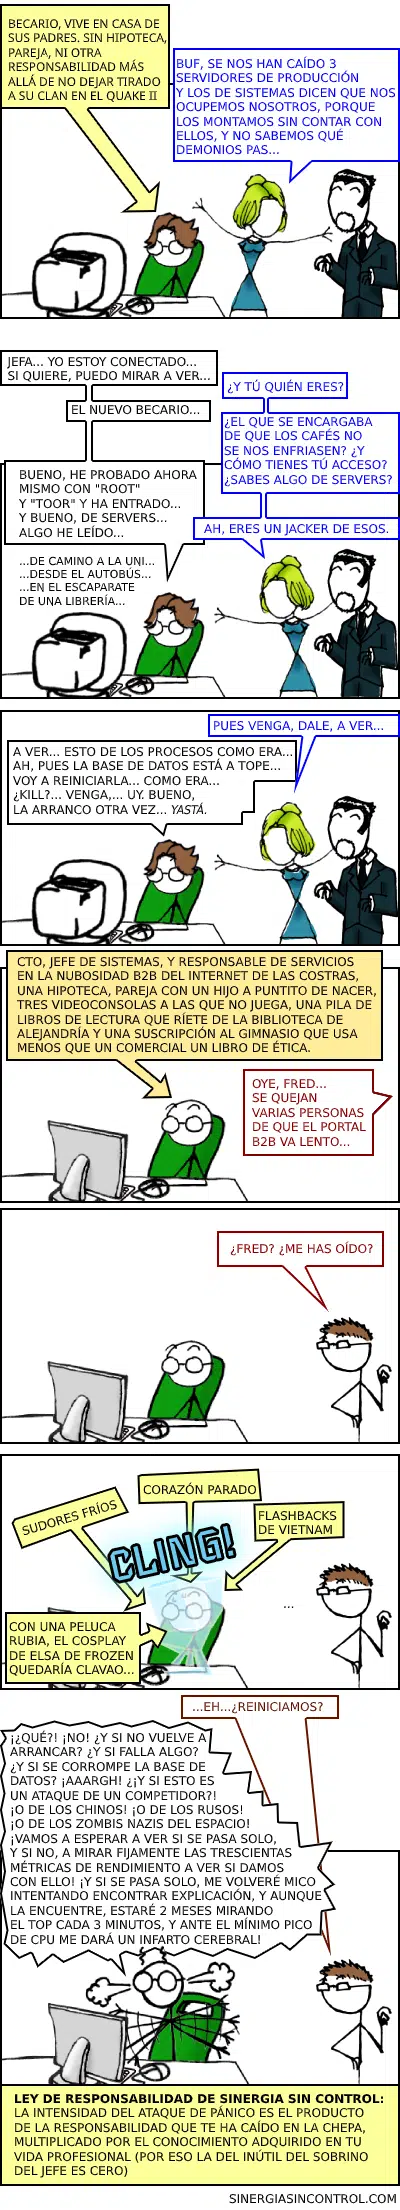 BECARIO, VIVE EN CASA DE
SUS PADRES. SIN HIPOTECA,
PAREJA, NI OTRA
RESPONSABILIDAD MÁS
ALLÁ DE NO DEJAR TIRADO
A SU CLAN EN EL QUAKE II
BUF, SE NOS HAN CAÍDO 3
SERVIDORES DE PRODUCCIÓN
Y LOS DE SISTEMAS DICEN QUE NOS
OCUPEMOS NOSOTROS, PORQUE
LOS MONTAMOS SIN CONTAR CON
ELLOS, Y NO SABEMOS QUÉ
DEMONIOS PAS...
JEFA... YO ESTOY CONECTADO...
SI QUIERE, PUEDO MIRAR A VER...
¿Y TÚ QUIÉN ERES?
EL NUEVO BECARIO...
¿EL QUE SE ENCARGABA
DE QUE LOS CAFÉS NO
SE NOS ENFRIASEN? ¿Y
CÓMO TIENES TÚ ACCESO?
¿SABES ALGO DE SERVERS?
BUENO, HE PROBADO AHORA
MISMO CON "ROOT"
Y "TOOR" Y HA ENTRADO...
Y BUENO, DE SERVERS...
ALGO HE LEÍDO...
AH, ERES UN JACKER DE ESOS.
...DE CAMINO A LA UNI...
...DESDE EL AUTOBÚS...
...EN EL ESCAPARATE
DE UNA LIBRERÍA...
PUES VENGA, DALE, A VER...
A VER... ESTO DE LOS PROCESOS COMO ERA...
AH, PUES LA BASE DE DATOS ESTÁ A TOPE...
VOY A REINICIARLA... COMO ERA...
¿KILL?... VENGA,... UY. BUENO,
LA ARRANCO OTRA VEZ... YASTÁ.
CTO, JEFE DE SISTEMAS, Y RESPONSABLE DE SERVICIOS
EN LA NUBOSIDAD B2B DEL INTERNET DE LAS COSTRAS,
UNA HIPOTECA, PAREJA CON UN HIJO A PUNTITO DE NACER,
TRES VIDEOCONSOLAS A LAS QUE NO JUEGA, UNA PILA DE
LIBROS DE LECTURA QUE RÍETE DE LA BIBLIOTECA DE
ALEJANDRÍA Y UNA SUSCRIPCIÓN AL GIMNASIO QUE USA
MENOS QUE UN COMERCIAL UN LIBRO DE ÉTICA.
OYE, FRED...
SE QUEJAN
VARIAS PERSONAS
DE QUE EL PORTAL
B2B VA LENTO...
¿FRED? ¿ME HAS OÍDO?
SUDORES FRÍOS
CORAZÓN PARADO
FLASHBACKS
DE VIETNAM
CLING!
...
CON UNA PELUCA
RUBIA, EL COSPLAY
DE ELSA DE FROZEN
QUEDARÍA CLAVAO...
...EH...¿REINICIAMOS?
¡¿QUÉ?! ¡NO! ¿Y SI NO VUELVE A
ARRANCAR? ¿Y SI FALLA ALGO?
¿Y SI SE CORROMPE LA BASE DE
DATOS? ¡AAARGH! ¿¡Y SI ESTO ES
UN ATAQUE DE UN COMPETIDOR?!
¡O DE LOS CHINOS! ¡O DE LOS RUSOS!
¡O DE LOS ZOMBIS NAZIS DEL ESPACIO!
¡VAMOS A ESPERAR A VER SI SE PASA SOLO,
Y SI NO, A MIRAR FIJAMENTE LAS TRESCIENTAS
MÉTRICAS DE RENDIMIENTO A VER SI DAMOS
CON ELLO! ¡Y SI SE PASA SOLO, ME VOLVERÉ MICO
INTENTANDO ENCONTRAR EXPLICACIÓN, Y AUNQUE
LA ENCUENTRE, ESTARÉ 2 MESES MIRANDO
EL TOP CADA 3 MINUTOS, Y ANTE EL MÍNIMO PICO
DE CPU ME DARÁ UN INFARTO CEREBRAL!
LEY DE RESPONSABILIDAD DE SINERGIA SIN CONTROL:
LA INTENSIDAD DEL ATAQUE DE PÁNICO ES EL PRODUCTO
DE LA RESPONSABILIDAD QUE TE HA CAÍDO EN LA CHEPA,
MULTIPLICADO POR EL CONOCIMIENTO ADQUIRIDO EN TU
VIDA PROFESIONAL (POR ESO LA DEL INÚTIL DEL SOBRINO
DEL JEFE ES CERO)
SINERGIASINCONTROL.COM